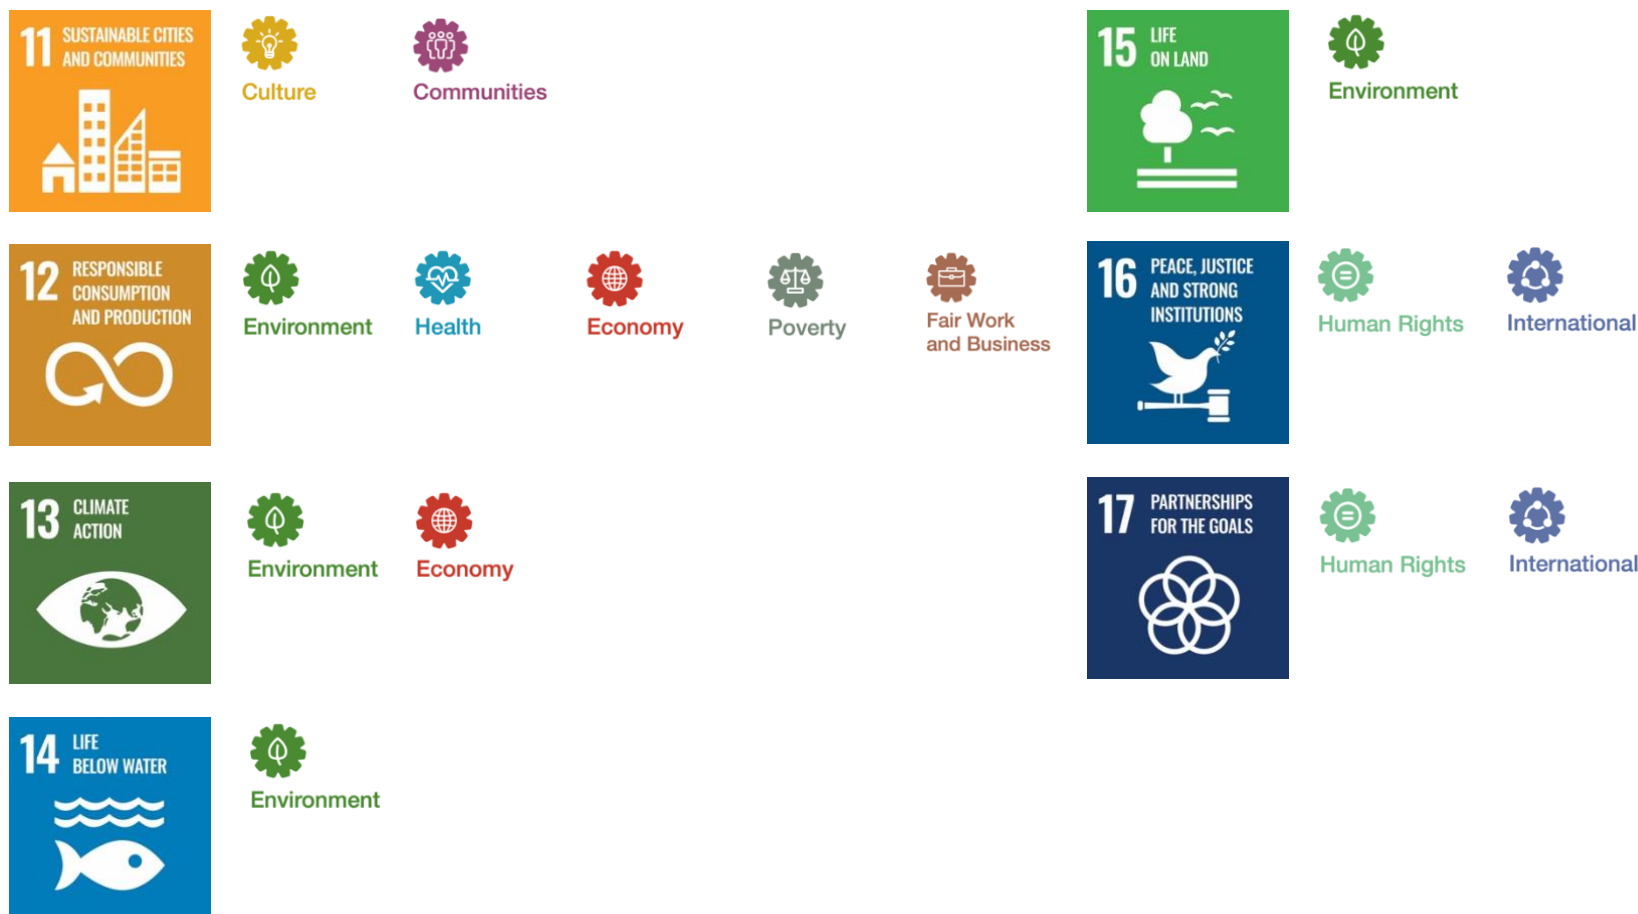 11 SUSTAINABLE CITIES
AND COMMUNITIES
Culture
Communities
12 RESPONSIBLE
CONSUMPTION
AND PRODUCTION
Environment
Health
Economy
Poverty
Fair Work
and Business
13 CLIMATE
ACTION
Environment
Economy
14 LIFE
BELOW WATER
Environment
15 LIFE
ON LAND
Environment
16 PEACE, JUSTICE
AND STRONG
INSTITUTIONS
Human Rights
International
17 PARTNERSHIPS
FOR THE GOALS
Human Rights
International